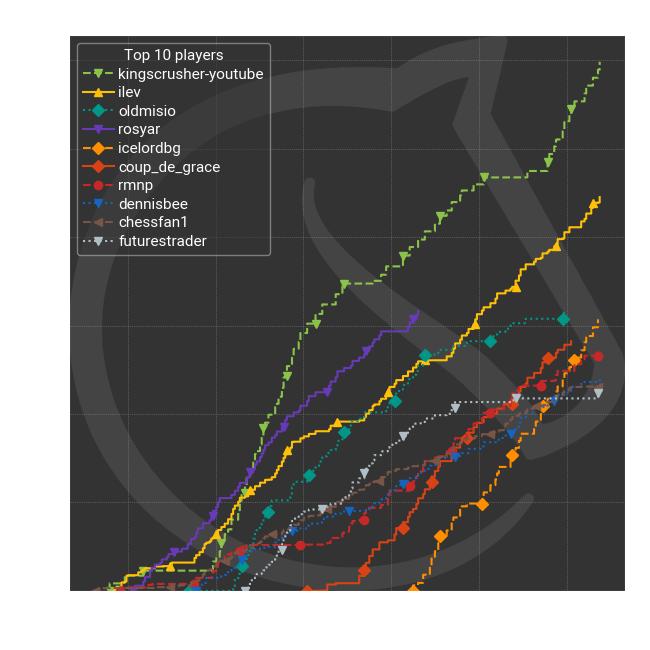 Top 10 players
kingscrusher-youtube
ilev
oldmisio
rosyar
icelordbg
coup_de_grace
rmnp
dennisbee
chessfan1
futurestrader